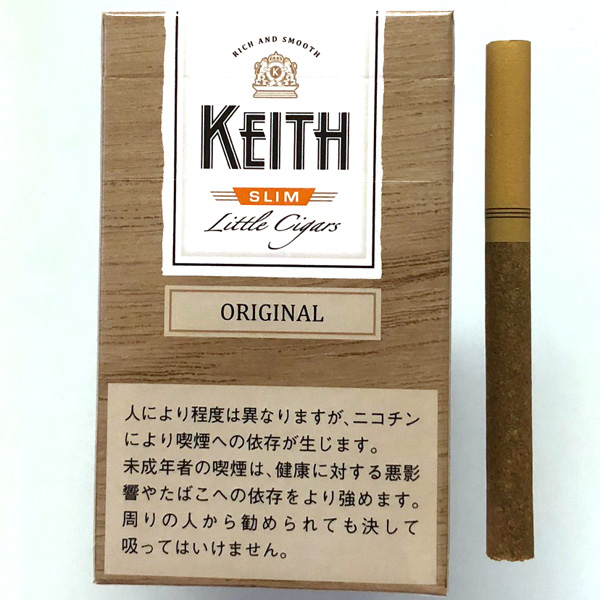 RICH AND SMOOTH
K
KEITH
SLIM
Little Cigars
ORIGINAL
人により程度は異なりますが、ニコチン
により喫煙への依存が生じます。
未成年者の喫煙は、健康に対する悪影
響やたばこへの依存をより強めます。
周りの人から勧められても決して
吸ってはいけません。